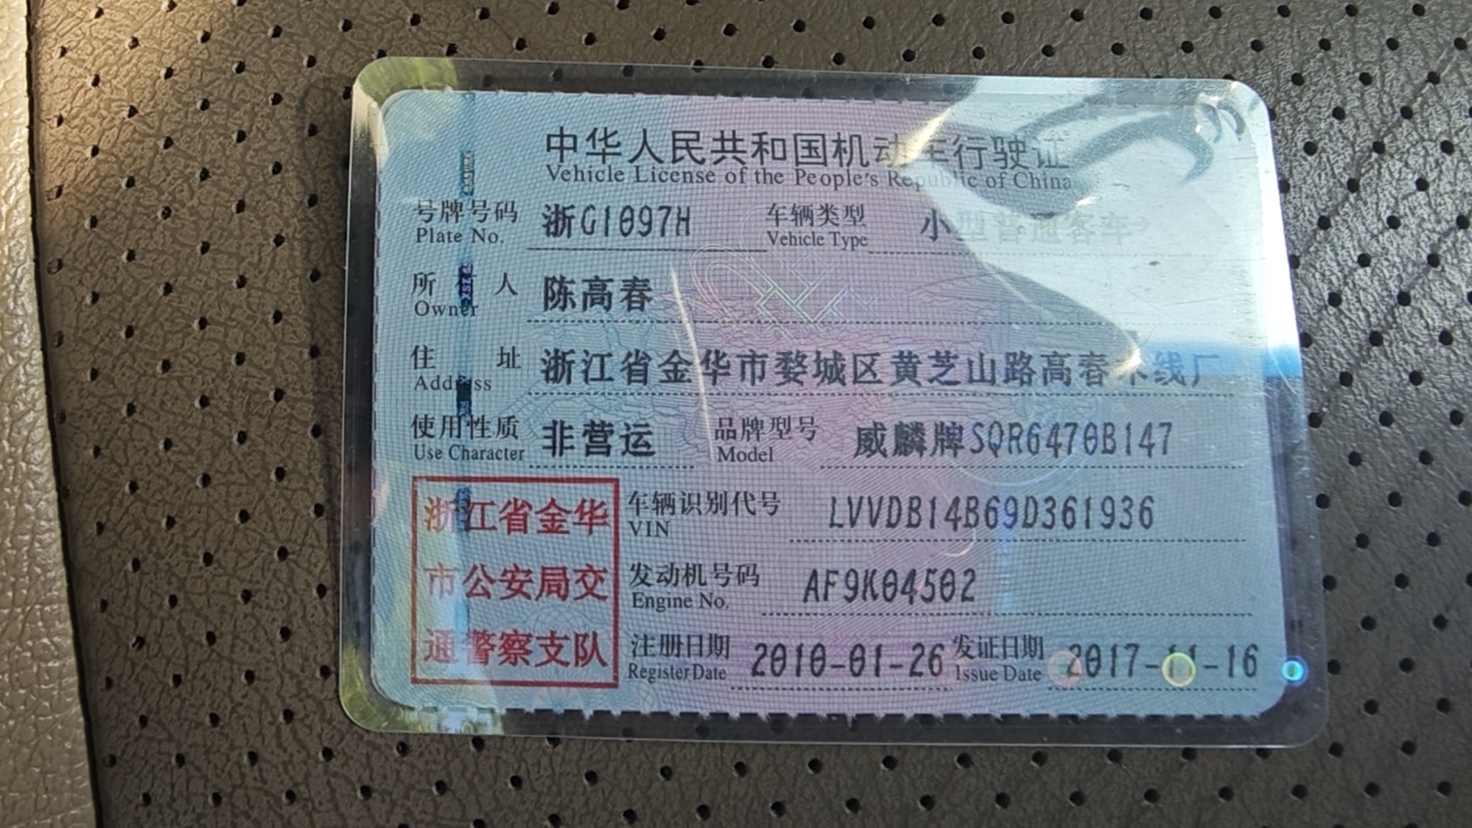 中华人民共和国机动车行驶证
Vehicle License of the People's Republic of China
号牌号码 浙G1097H 车辆类型 小型普通客车
Plate No. Vehicle Type
所有人 陈高春
Owner
住址 浙江省金华市婺城区黄芝山路高春木线厂
Address
使用性质 非营运 品牌型号 威麟牌SQR6470B147
Use Character Model
浙江省金华 车辆识别代号 LVVDB14B69D361936
VIN
市公安局交 发动机号码 AF9K04502
Engine No.
通警察支队 注册日期 2010-01-26 发证日期 2017-11-16
Register Date Issue Date